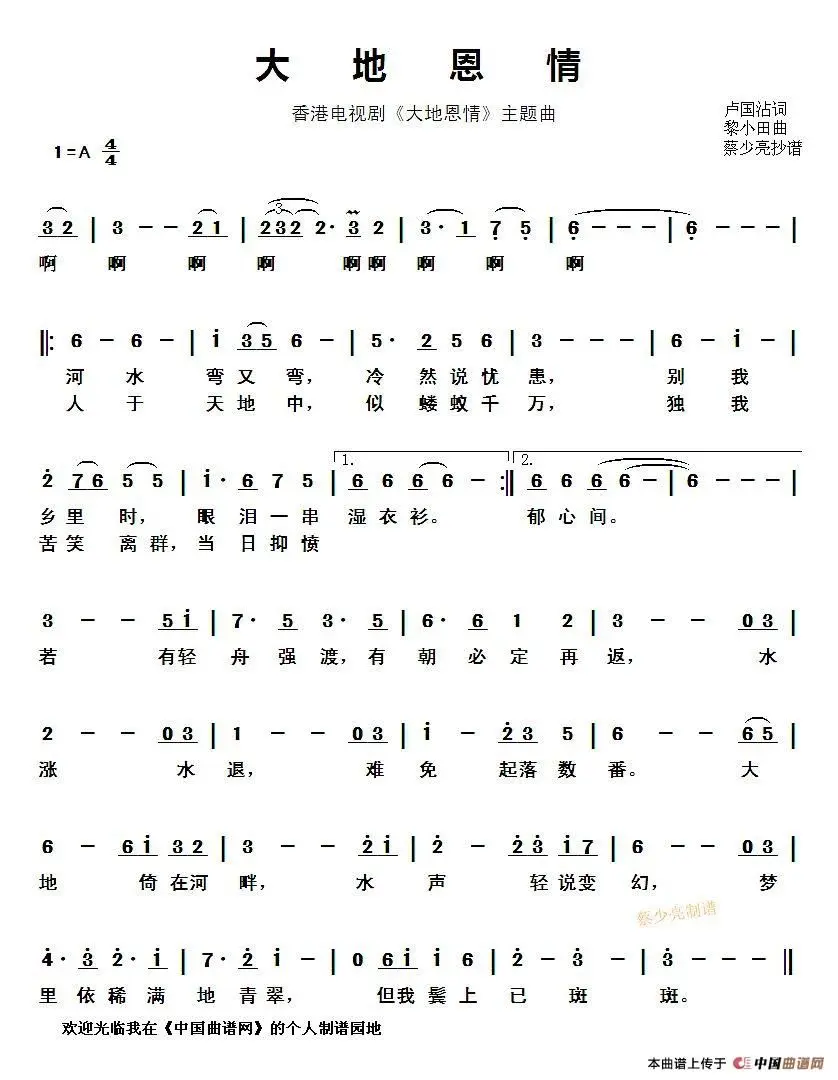 大 地 恩 情
香港电视剧《大地恩情》主题曲
卢国沾词
黎小田曲
蔡少亮抄谱
1=A 4/4
3
3 2 | 3 - - 2 1 | 2 3 2 2· 3 2 | 3· 1 7 5 | 6 - - - | 6 - - - |
啊 啊 啊 啊 啊啊 啊 啊 啊
‖: 6 - 6 - | i 3 5 6 - | 5· 2 5 6 | 3 - - - | 6 - i - |
河 水 弯 又 弯， 冷 然说忧 患， 别 我
人 于 天 地 中， 似 蝼蚁千 万， 独 我
1. 2.
2 7 6 5 5 | i· 6 7 5 | 6 6 6 6 - :‖ 6 6 6 6 - | 6 - - - |
乡 里 时， 眼 泪 一 串 湿 衣 衫。 郁 心 间。
苦 笑 离 群， 当 日 抑 愤
3 - - 5 i | 7· 5 3· 5 | 6· 6 1 2 | 3 - - 0 3 |
若 有轻 舟 强 渡，有 朝 必 定 再 返， 水
2 - - 0 3 | 1 - - 0 3 | i - 2 3 5 | 6 - - 6 5 |
涨 水 退， 难 免 起落 数 番。 大
6 - 6 i 3 2 | 3 - 2 i | 2 - 2 3 i 7 | 6 - - 0 3 |
地 倚 在河 畔， 水 声 轻 说变 幻， 梦
蔡少亮制谱
4· 3 2· i | 7· 2 i - | 0 6 i 6 6 | 2 - 3 - | 3 - - - ‖
里 依 稀 满 地 青 翠， 但我 鬓 上 已 斑 斑。
欢迎光临我在《中国曲谱网》的个人制谱园地
本曲谱上传于 中国曲谱网